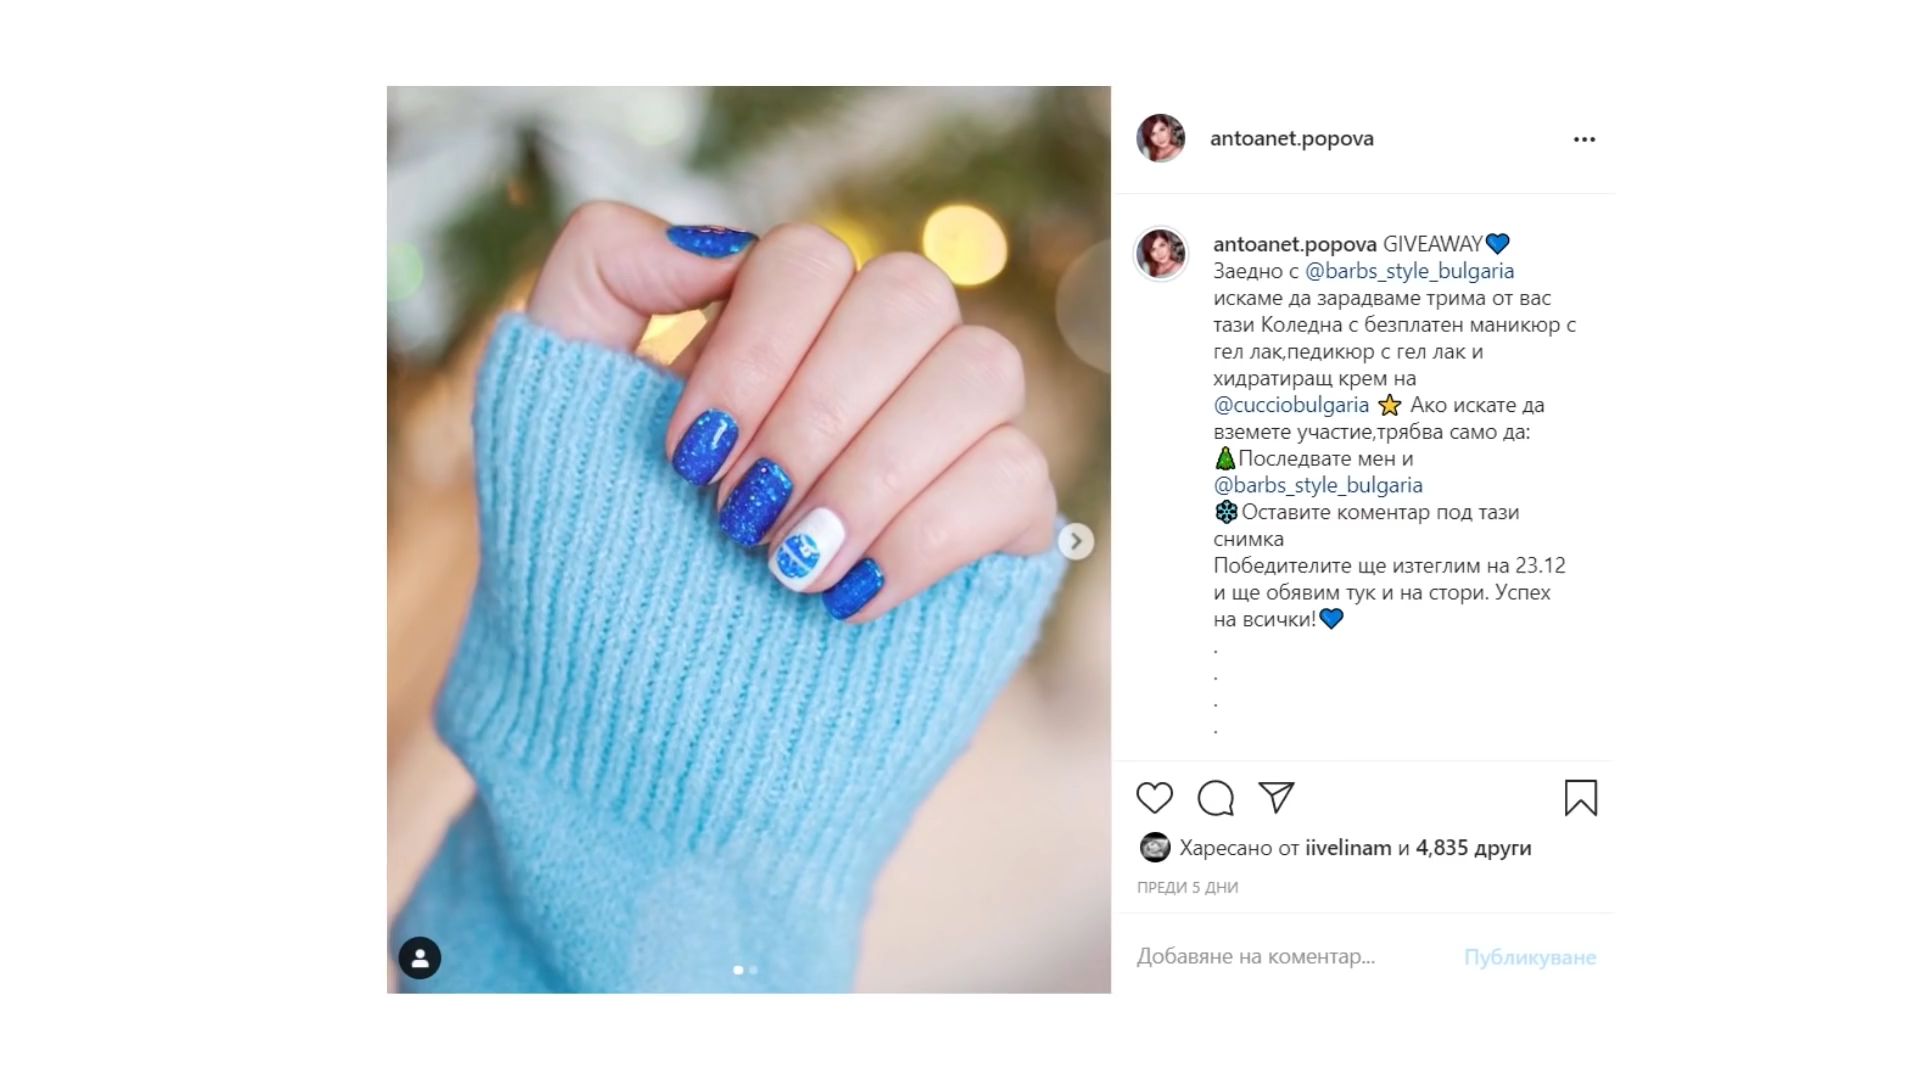 antoanet.popova
antoanet.popova GIVEAWAY💙
Заедно с @barbs_style_bulgaria
искаме да зарадваме трима от вас
тази Коледна с безплатен маникюр с
гел лак,педикюр с гел лак и
хидратиращ крем на
@cucciobulgaria ⭐ Ако искате да
вземете участие,трябва само да:
🎄Последвате мен и
@barbs_style_bulgaria
❄️Оставите коментар под тази
снимка
Победителите ще изтеглим на 23.12
и ще обявим тук и на стори. Успех
на всички!💙
.
.
.
.
Харесано от iivelinam и 4,835 други
ПРЕДИ 5 ДНИ
Добавяне на коментар... Публикуване